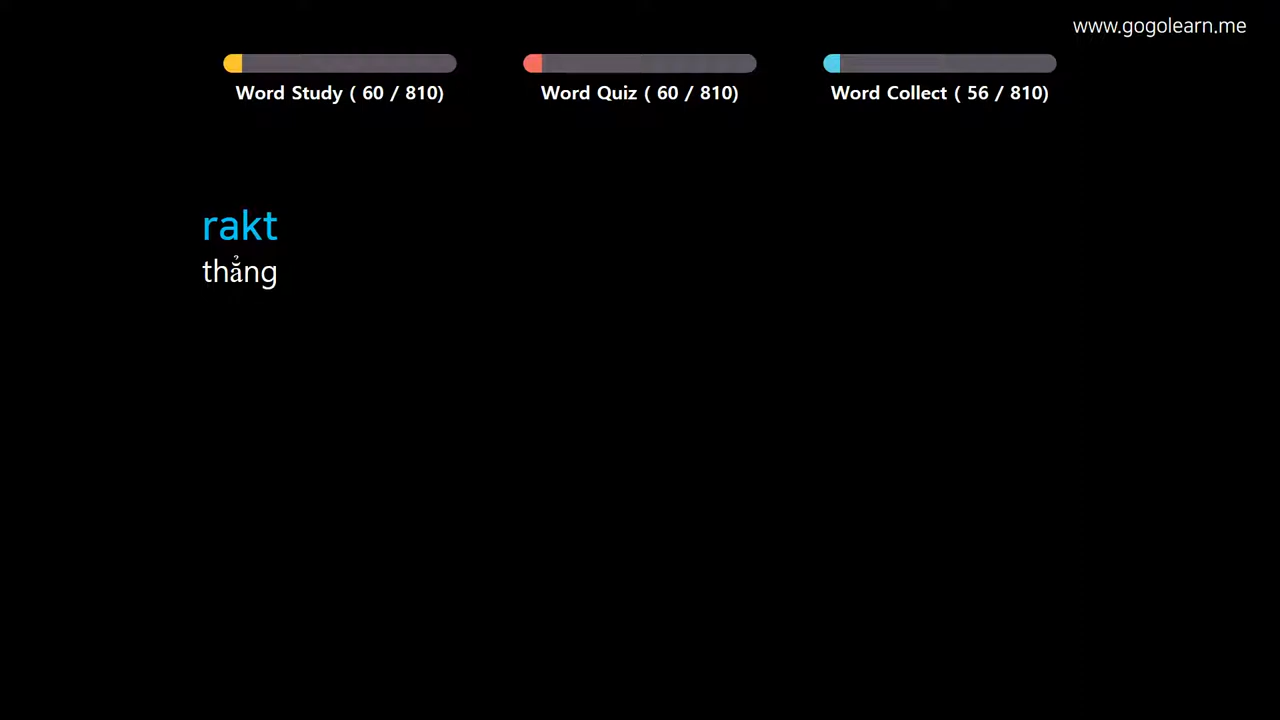 www.gogolearn.me
Word Study ( 60 / 810)
Word Quiz ( 60 / 810)
Word Collect ( 56 / 810)
rakt
thẳng